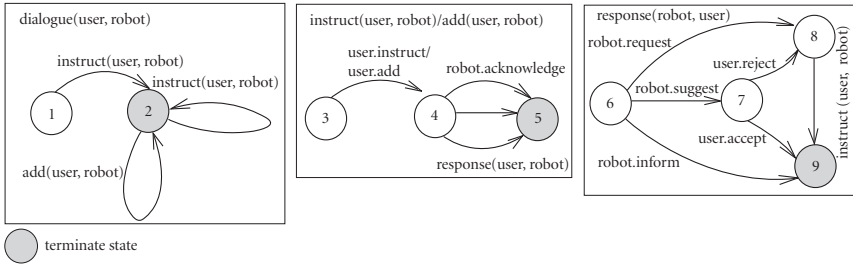 dialogue(user, robot)
instruct(user, robot)
instruct(user, robot)
1
2
add(user, robot)
instruct(user, robot)/add(user, robot)
user.instruct/
user.add
robot.acknowledge
3
4
5
response(user, robot)
response(robot, user)
robot.request
8
user.reject
robot.suggest
6
7
user.accept
robot.inform
9
instruct (user, robot)
terminate state